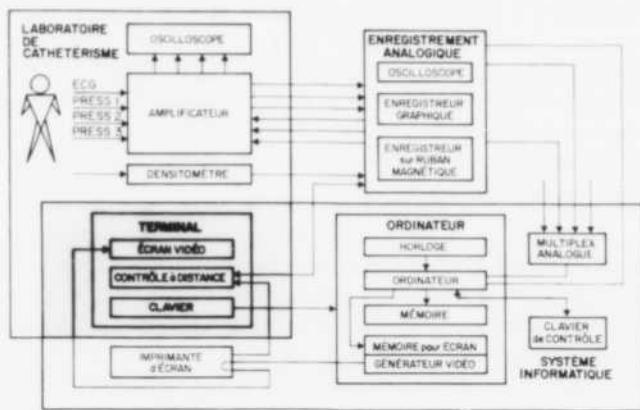 LABORATOIRE
DE
CATHÉTERISME
OSCILLOSCOPE
ECG
PRESS 1
PRESS 2
PRESS 3
AMPLIFICATEUR
DENSITOMÈTRE
ENREGISTREMENT
ANALOGIQUE
OSCILLOSCOPE
ENREGISTREUR
GRAPHIQUE
ENREGISTREUR
sur RUBAN
MAGNÉTIQUE
TERMINAL
ÉCRAN VIDÉO
CONTRÔLE à DISTANCE
CLAVIER
IMPRIMANTE
d'ÉCRAN
ORDINATEUR
HORLOGE
ORDINATEUR
MÉMOIRE
MÉMOIRE pour ÉCRAN
GÉNÉRATEUR VIDÉO
MULTIPLEX
ANALOGUE
CLAVIER
de CONTRÔLE
SYSTÈME
INFORMATIQUE